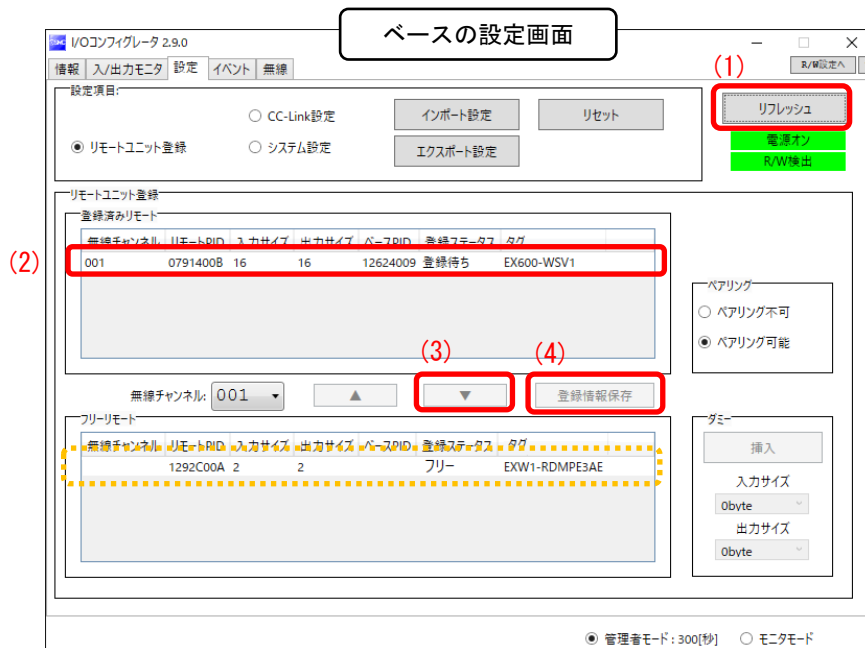 ベースの設定画面
I/Oコンフィグレータ 2.9.0
情報 入/出力モニタ 設定 イベント 無線
R/W設定へ
(1)
設定項目:
CC-Link設定 インポート設定 リセット
リフレッシュ
リモートユニット登録 システム設定 エクスポート設定
電源オン
R/W検出
リモートユニット登録
登録済みリモート
無線チャンネル リモートPID 入力サイズ 出力サイズ ベースPID 登録ステータス タグ
(2)
001 0791400B 16 16 12624009 登録待ち EX600-WSV1
ペアリング
ペアリング不可
ペアリング可能
(3) (4)
無線チャンネル: 001 ▲ ▼ 登録情報保存
フリーリモート
無線チャンネル リモートPID 入力サイズ 出力サイズ ベースPID 登録ステータス タグ
1292C00A 2 2 フリー EXW1-RDMPE3AE
ダミー
挿入
入力サイズ
0byte
出力サイズ
0byte
管理者モード : 300[秒] モニタモード